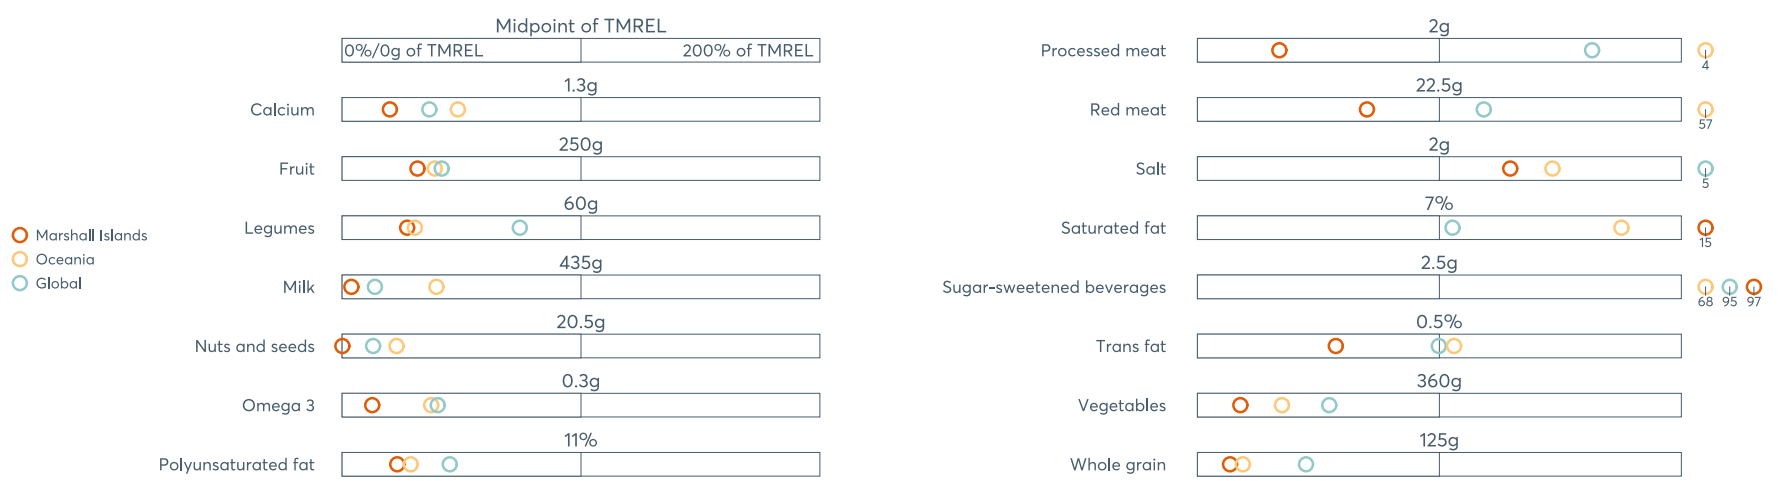 Midpoint of TMREL
0%/0g of TMREL 200% of TMREL
Calcium 1.3g
Fruit 250g
Legumes 60g
Milk 435g
Nuts and seeds 20.5g
Omega 3 0.3g
Polyunsaturated fat 11%
Marshall Islands
Oceania
Global
Processed meat 2g 4
Red meat 22.5g 57
Salt 2g 5
Saturated fat 7% 15
Sugar-sweetened beverages 2.5g 68 95 97
Trans fat 0.5%
Vegetables 360g
Whole grain 125g